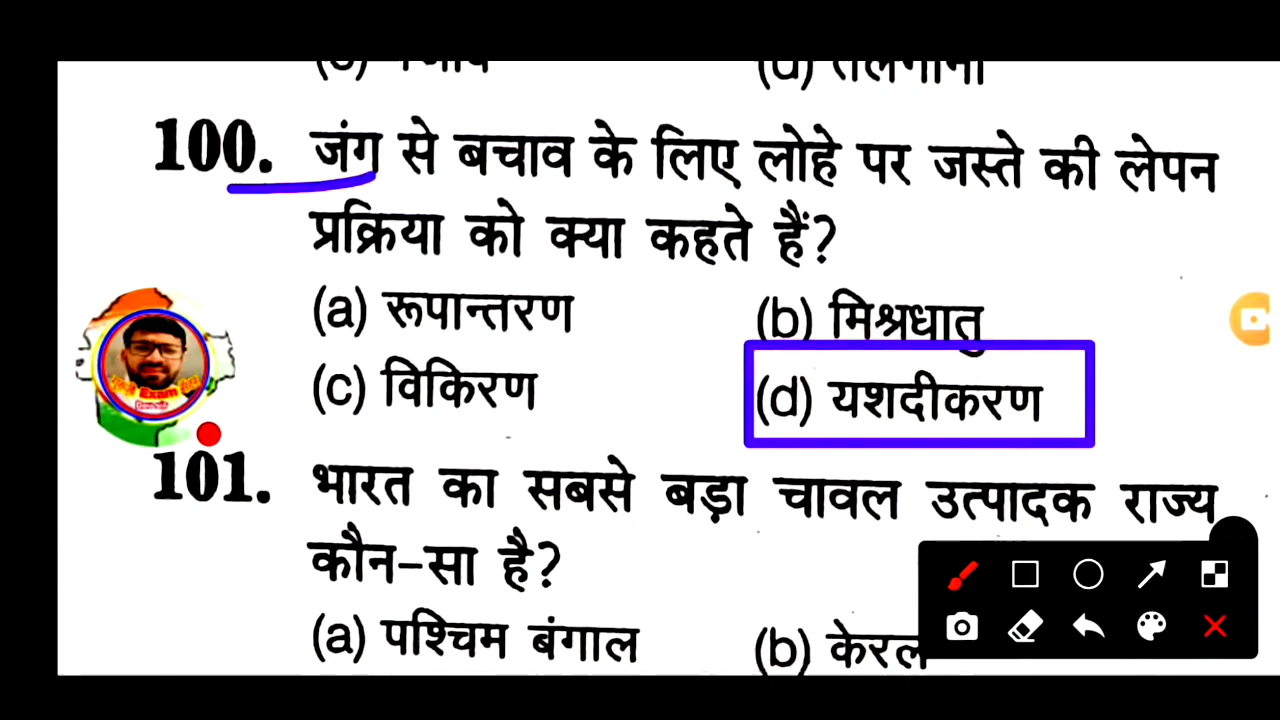 100. जंग से बचाव के लिए लोहे पर जस्ते की लेपन
प्रक्रिया को क्या कहते हैं?
(a) रूपान्तरण (b) मिश्रधातु
(c) विकिरण (d) यशदीकरण
101. भारत का सबसे बड़ा चावल उत्पादक राज्य
कौन-सा है?
(a) पश्चिम बंगाल (b) केरल